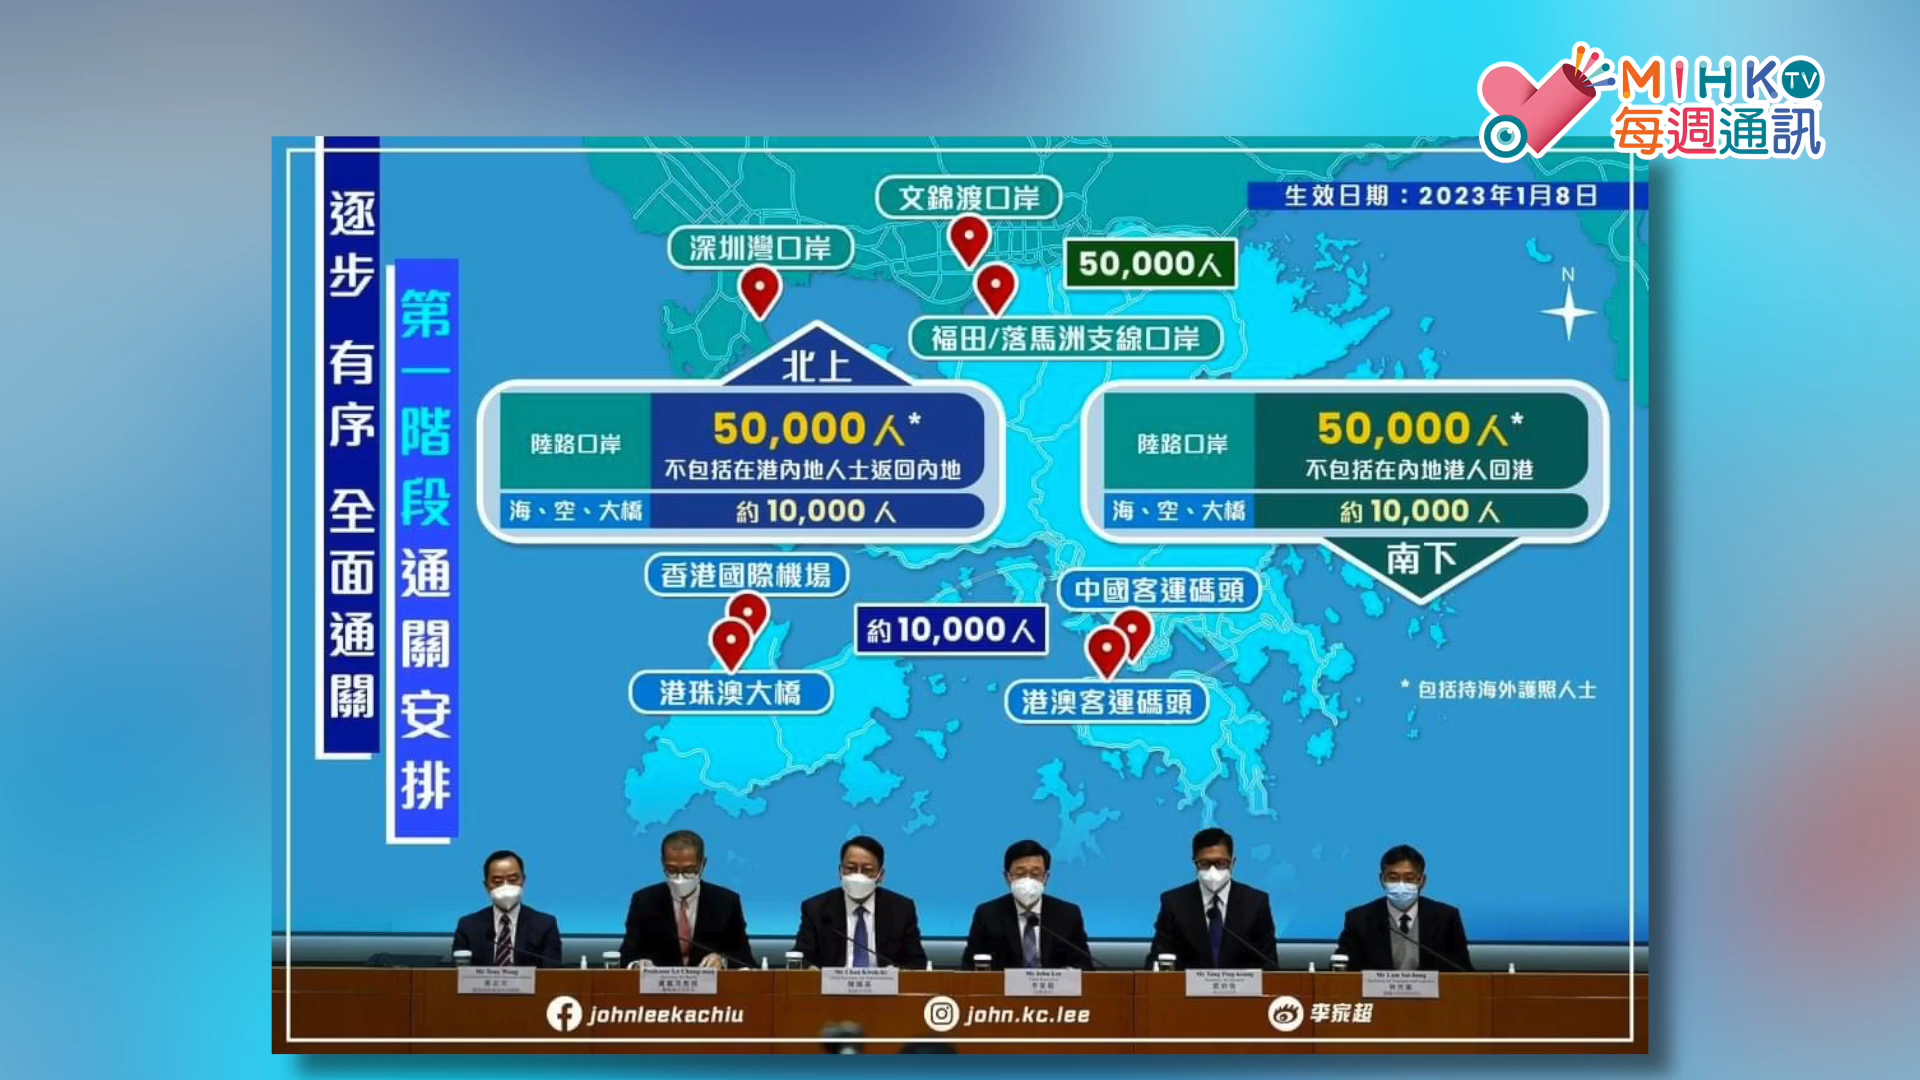 MIHK TV
每週通訊
逐步 有序 全面通關
第一階段通關安排
生效日期：2023年1月8日
文錦渡口岸
深圳灣口岸
50,000人
N
福田/落馬洲支線口岸
北上
陸路口岸
50,000人*
不包括在港內地人士返回內地
海、空、大橋
約10,000人
陸路口岸
50,000人*
不包括在內地港人回港
海、空、大橋
約10,000人
南下
香港國際機場
中國客運碼頭
約10,000人
港珠澳大橋
港澳客運碼頭
* 包括持海外護照人士
Mr John Lee
李家超
johnleekachiu
john.kc.lee
李家超